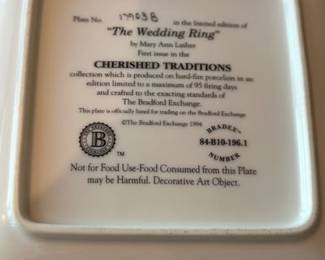 Plate No. 17903B in the limited edition of
"The Wedding Ring"
by Mary Ann Lasher
First issue in the
CHERISHED TRADITIONS
collection which is produced on hard-fire porcelain in an
edition limited to a maximum of 95 firing days
and crafted to the exacting standards of
The Bradford Exchange.
This plate is officially listed for trading on the Bradford Exchange
©The Bradford Exchange 1994
B
TM
BRADEX
84-B10-196.1
NUMBER
Not for Food Use-Food Consumed from this Plate
may be Harmful. Decorative Art Object.